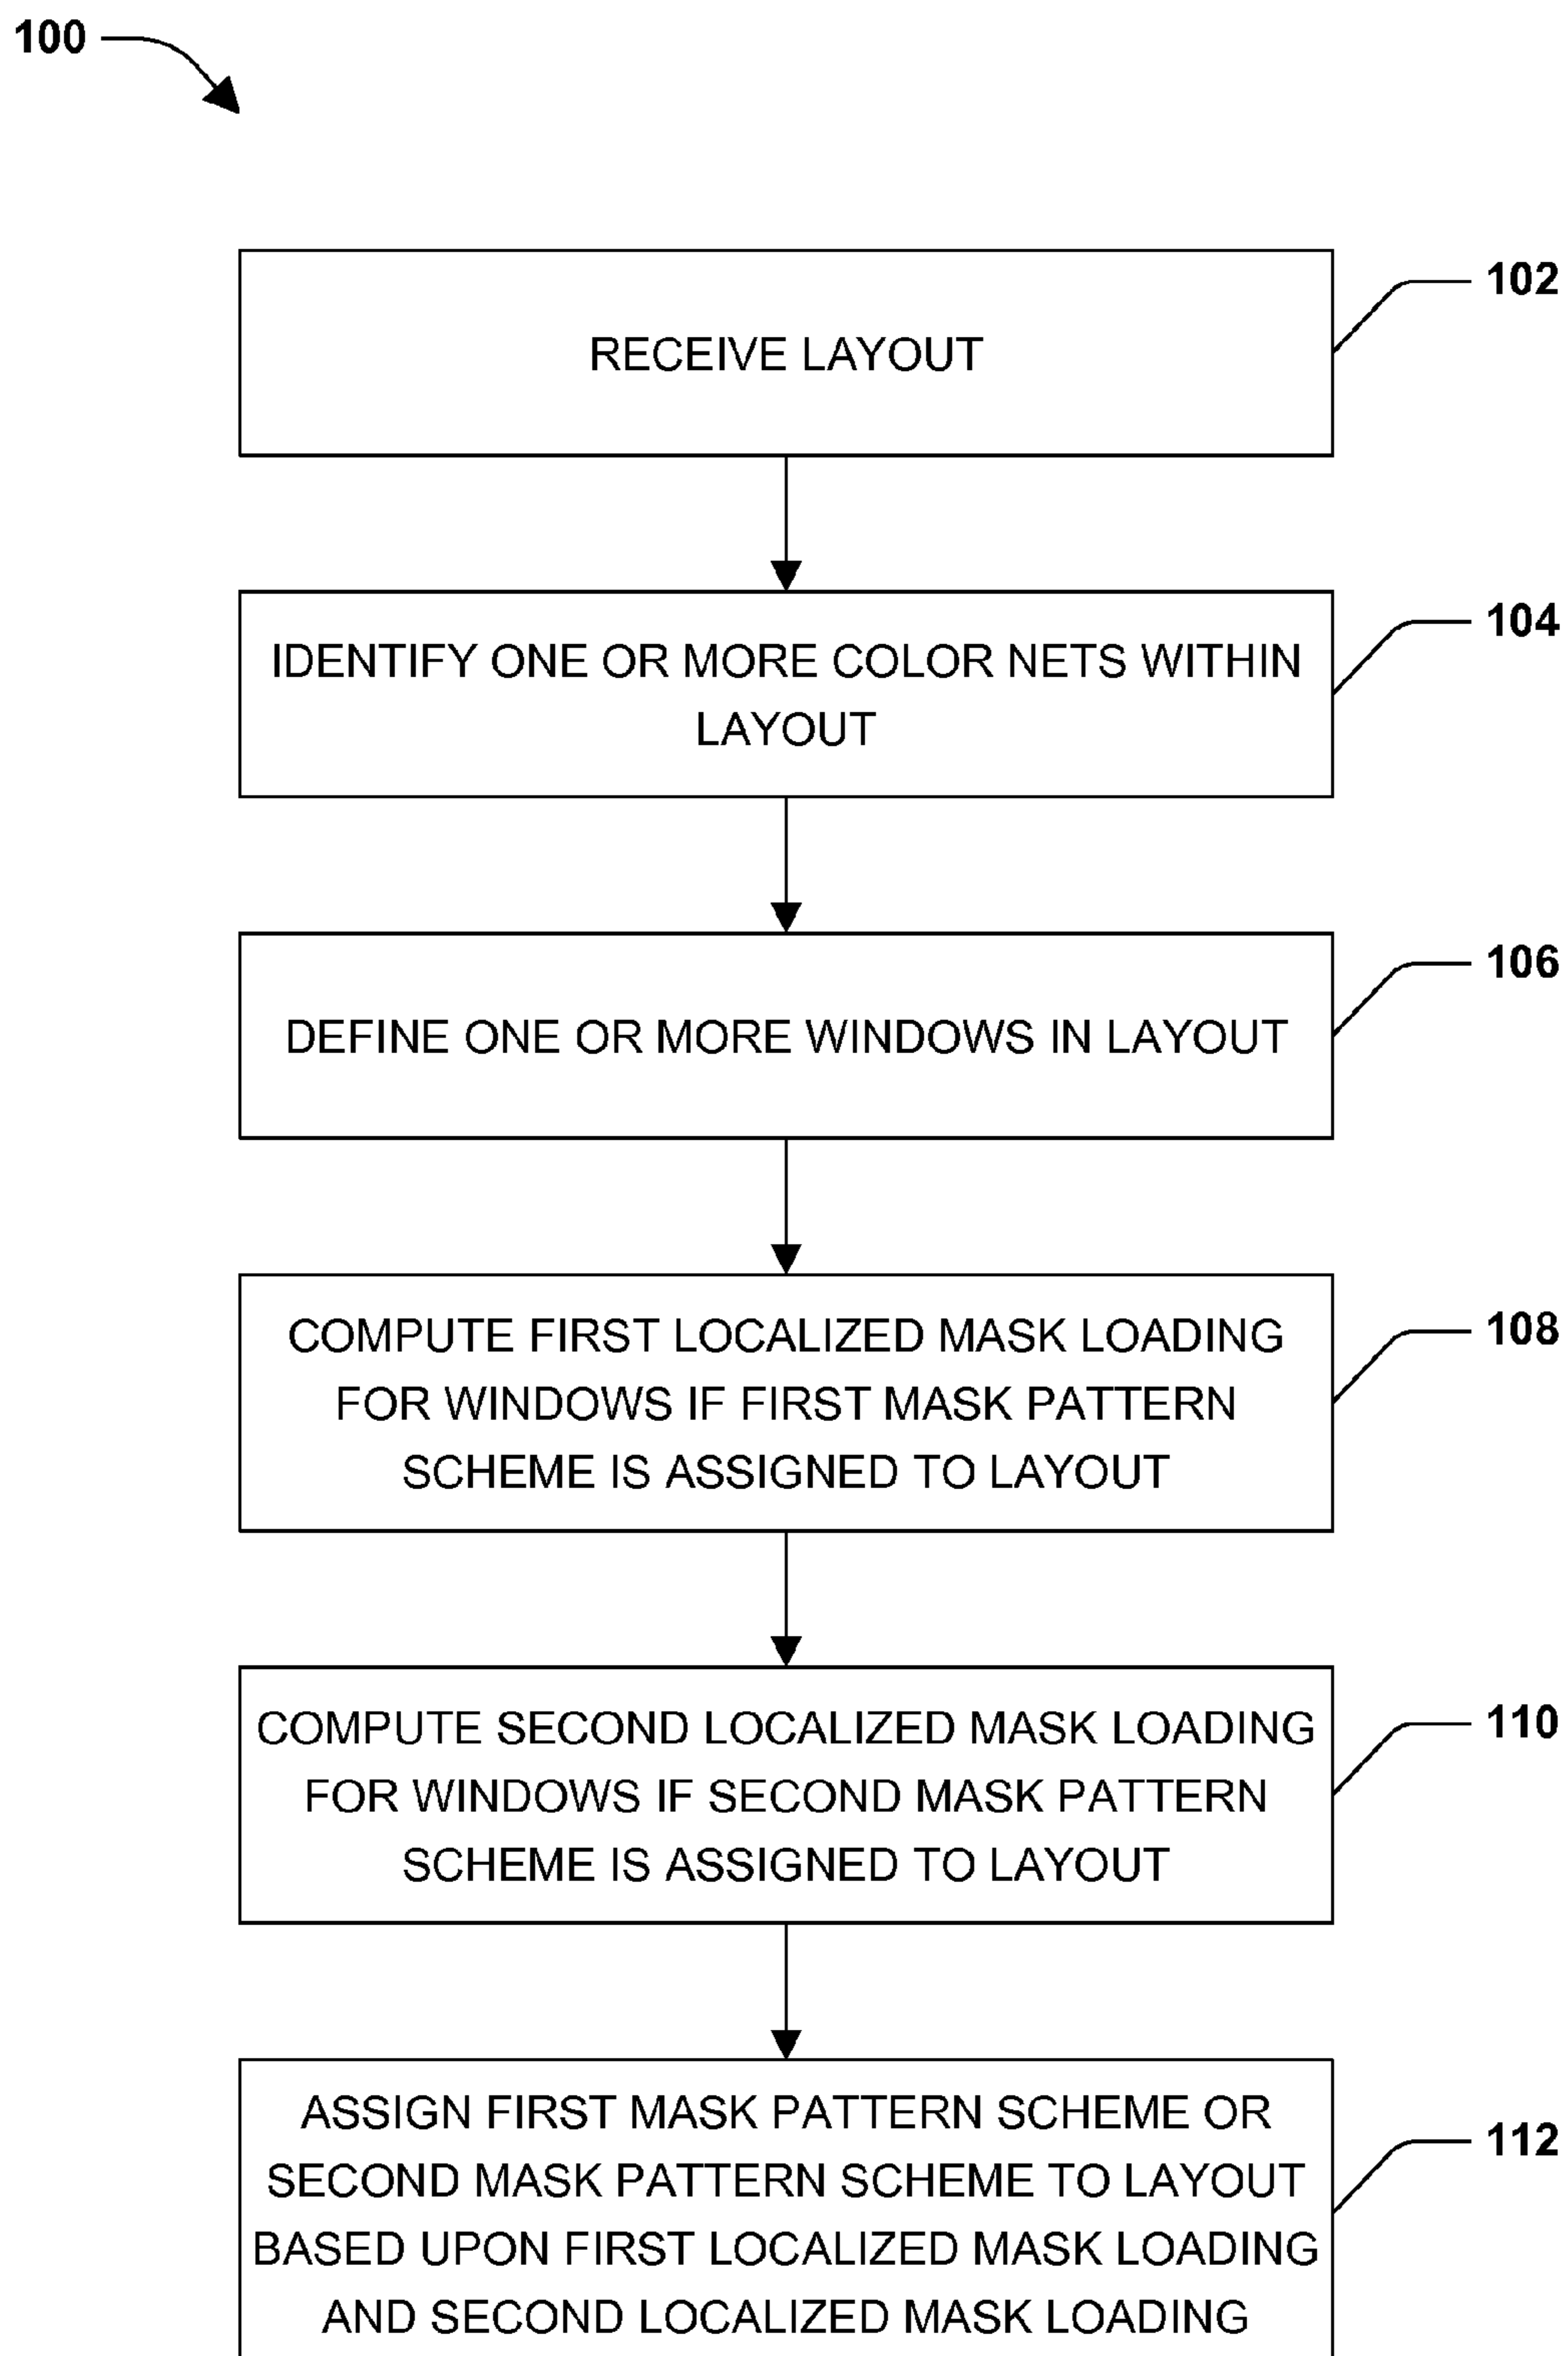 100
102
RECEIVE LAYOUT
104
IDENTIFY ONE OR MORE COLOR NETS WITHIN
LAYOUT
106
DEFINE ONE OR MORE WINDOWS IN LAYOUT
108
COMPUTE FIRST LOCALIZED MASK LOADING
FOR WINDOWS IF FIRST MASK PATTERN
SCHEME IS ASSIGNED TO LAYOUT
110
COMPUTE SECOND LOCALIZED MASK LOADING
FOR WINDOWS IF SECOND MASK PATTERN
SCHEME IS ASSIGNED TO LAYOUT
112
ASSIGN FIRST MASK PATTERN SCHEME OR
SECOND MASK PATTERN SCHEME TO LAYOUT
BASED UPON FIRST LOCALIZED MASK LOADING
AND SECOND LOCALIZED MASK LOADING